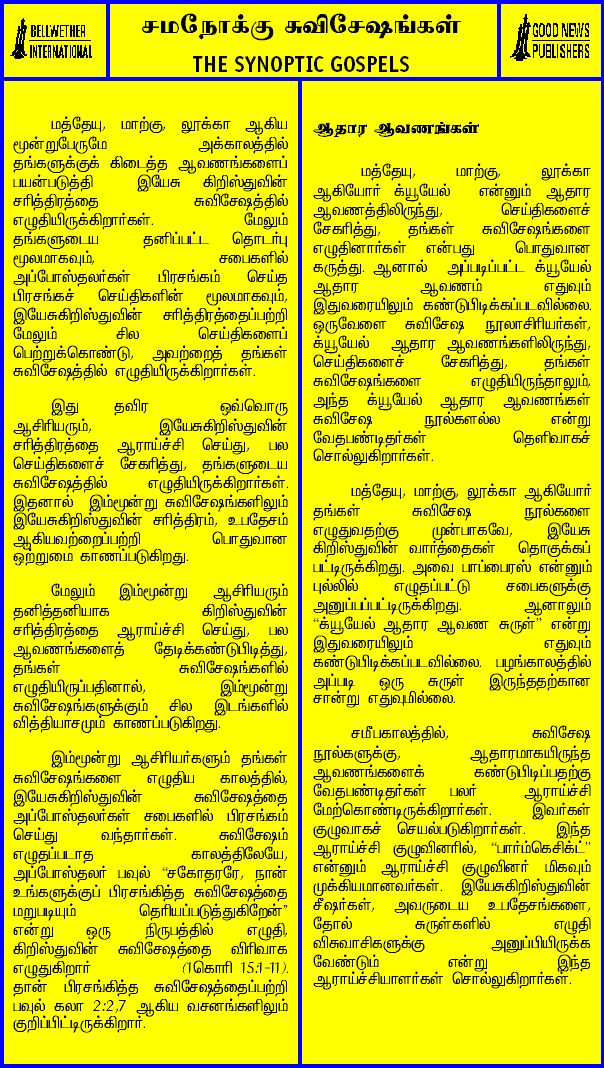 BELLWETHER
INTERNATIONAL
சமநோக்கு சுவிசேஷங்கள்
THE SYNOPTIC GOSPELS
GOOD NEWS
PUBLISHERS
மத்தேயு, மாற்கு, லூக்கா ஆகிய
மூன்றுபேருமே அக்காலத்தில்
தங்களுக்குக் கிடைத்த ஆவணங்களைப்
பயன்படுத்தி இயேசு கிறிஸ்துவின்
சரித்திரத்தை சுவிசேஷத்தில்
எழுதியிருக்கிறார்கள். மேலும்
தங்களுடைய தனிப்பட்ட தொடர்பு
மூலமாகவும், சபைகளில்
அப்போஸ்தலர்கள் பிரசங்கம் செய்த
பிரசங்கச் செய்திகளின் மூலமாகவும்,
இயேசுகிறிஸ்துவின் சரித்திரத்தைப்பற்றி
மேலும் சில செய்திகளைப்
பெற்றுக்கொண்டு, அவற்றைத் தங்கள்
சுவிசேஷத்தில் எழுதியிருக்கிறார்கள்.
இது தவிர ஒவ்வொரு
ஆசிரியரும், இயேசுகிறிஸ்துவின்
சரித்திரத்தை ஆராய்ச்சி செய்து, பல
செய்திகளைச் சேகரித்து, தங்களுடைய
சுவிசேஷத்தில் எழுதியிருக்கிறார்கள்.
இதனால் இம்மூன்று சுவிசேஷங்களிலும்
இயேசுகிறிஸ்துவின் சரித்திரம், உபதேசம்
ஆகியவற்றைப்பற்றி பொதுவான
ஒற்றுமை காணப்படுகிறது.
மேலும் இம்மூன்று ஆசிரியரும்
தனித்தனியாக கிறிஸ்துவின்
சரித்திரத்தை ஆராய்ச்சி செய்து, பல
ஆவணங்களைத் தேடிக்கண்டுபிடித்து,
தங்கள் சுவிசேஷங்களில்
எழுதியிருப்பதினால், இம்மூன்று
சுவிசேஷங்களுக்கும் சில இடங்களில்
வித்தியாசமும் காணப்படுகிறது.
இம்மூன்று ஆசிரியர்களும் தங்கள்
சுவிசேஷங்களை எழுதிய காலத்தில்,
இயேசுகிறிஸ்துவின் சுவிசேஷத்தை
அப்போஸ்தலர்கள் சபைகளில் பிரசங்கம்
செய்து வந்தார்கள். சுவிசேஷம்
எழுதப்படாத காலத்திலேயே,
அப்போஸ்தலர் பவுல் “சகோதரரே, நான்
உங்களுக்குப் பிரசங்கித்த சுவிசேஷத்தை
மறுபடியும் தெரியப்படுத்துகிறேன்”
என்று ஒரு நிருபத்தில் எழுதி,
கிறிஸ்துவின் சுவிசேஷத்தை விரிவாக
எழுதுகிறார் (1கொரி 15:1-11).
தான் பிரசங்கித்த சுவிசேஷத்தைப்பற்றி
பவுல் கலா 2:2,7 ஆகிய வசனங்களிலும்
குறிப்பிட்டிருக்கிறார்.
ஆதார ஆவணங்கள்
மத்தேயு, மாற்கு, லூக்கா
ஆகியோர் க்யூயேல் என்னும் ஆதார
ஆவணத்திலிருந்து, செய்திகளைச்
சேகரித்து, தங்கள் சுவிசேஷங்களை
எழுதினார்கள் என்பது பொதுவான
கருத்து. ஆனால் அப்படிப்பட்ட க்யூயேல்
ஆதார ஆவணம் எதுவும்
இதுவரையிலும் கண்டுபிடிக்கப்படவில்லை.
ஒருவேளை சுவிசேஷ நூலாசிரியர்கள்,
க்யூயேல் ஆதார ஆவணங்களிலிருந்து,
செய்திகளைச் சேகரித்து, தங்கள்
சுவிசேஷங்களை எழுதியிருந்தாலும்,
அந்த க்யூயேல் ஆதார ஆவணங்கள்
சுவிசேஷ நூல்களல்ல என்று
வேதபண்டிதர்கள் தெளிவாகச்
சொல்லுகிறார்கள்.
மத்தேயு, மாற்கு, லூக்கா ஆகியோர்
தங்கள் சுவிசேஷ நூல்களை
எழுதுவதற்கு முன்பாகவே, இயேசு
கிறிஸ்துவின் வார்த்தைகள் தொகுக்கப்
பட்டிருக்கிறது. அவை பாப்பைரஸ் என்னும்
புல்லில் எழுதப்பட்டு சபைகளுக்கு
அனுப்பப்பட்டிருக்கிறது. ஆனாலும்
“க்யூயேல் ஆதார ஆவண சுருள்” என்று
இதுவரையிலும் எதுவும்
கண்டுபிடிக்கப்படவில்லை. பழங்காலத்தில்
அப்படி ஒரு சுருள் இருந்ததற்கான
சான்று எதுவுமில்லை.
சமீபகாலத்தில், சுவிசேஷ
நூல்களுக்கு, ஆதாரமாகயிருந்த
ஆவணங்களைக் கண்டுபிடிப்பதற்கு
வேதபண்டிதர்கள் பலர் ஆராய்ச்சி
மேற்கொண்டிருக்கிறார்கள். இவர்கள்
குழுவாகச் செயல்படுகிறார்கள். இந்த
ஆராய்ச்சி குழுவினரில், “பார்ம்கெசிக்ட்”
என்னும் ஆராய்ச்சி குழுவினர் மிகவும்
முக்கியமானவர்கள். இயேசுகிறிஸ்துவின்
சீஷர்கள், அவருடைய உபதேசங்களை,
தோல் சுருள்களில் எழுதி
விசுவாசிகளுக்கு அனுப்பியிருக்க
வேண்டும் என்று இந்த
ஆராய்ச்சியாளர்கள் சொல்லுகிறார்கள்.